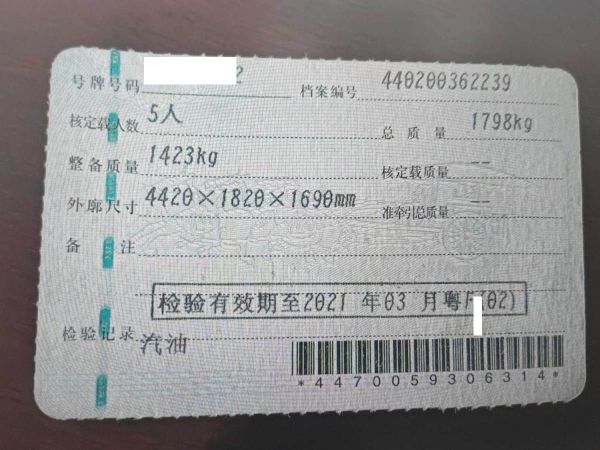 号牌号码 2 档案编号 440200362239
核定载人数 5人 总质量 1798kg
整备质量 1423kg 核定载质量 --
外廓尺寸 4420×1820×1690mm 准牵引总质量 --
备注
检验有效期至2021年03月粤F(02)
检验记录 汽油
*4470059306314*